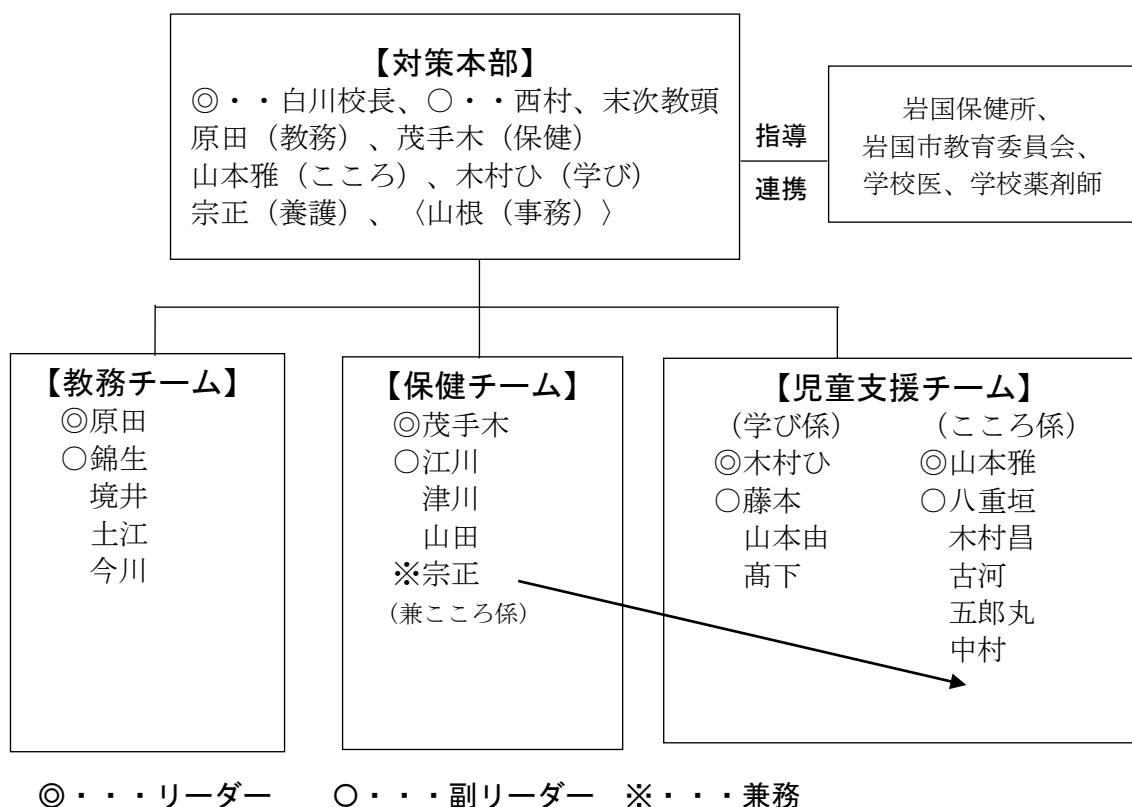 【対策本部】
◎・・白川校長、○・・西村、末次教頭
原田（教務）、茂手木（保健）
山本雅（こころ）、木村ひ（学び）
宗正（養護）、〈山根（事務）〉
指導
連携
岩国保健所、
岩国市教育委員会、
学校医、学校薬剤師
【教務チーム】
◎原田
○錦生
境井
土江
今川
【保健チーム】
◎茂手木
○江川
津川
山田
※宗正
（兼こころ係）
【児童支援チーム】
（学び係）
◎木村ひ
○藤本
山本由
髙下
（こころ係）
◎山本雅
○八重垣
木村昌
古河
五郎丸
中村
◎・・・リーダー　○・・・副リーダー　※・・・兼務